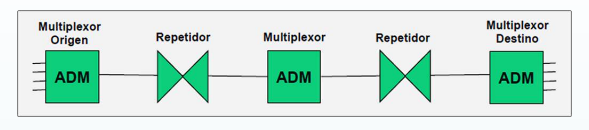 Multiplexor
Origen
Repetidor
Multiplexor
Repetidor
Multiplexor
Destino
ADM
ADM
ADM